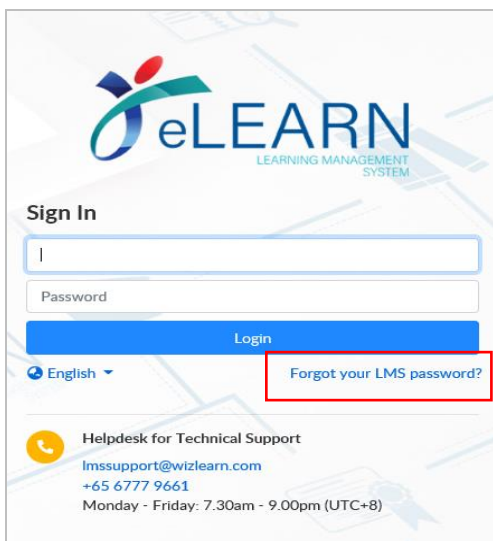 eLEARN
LEARNING MANAGEMENT
SYSTEM
Sign In
Password
Login
English
Forgot your LMS password?
Helpdesk for Technical Support
lmssupport@wizlearn.com
+65 6777 9661
Monday - Friday: 7.30am - 9.00pm (UTC+8)